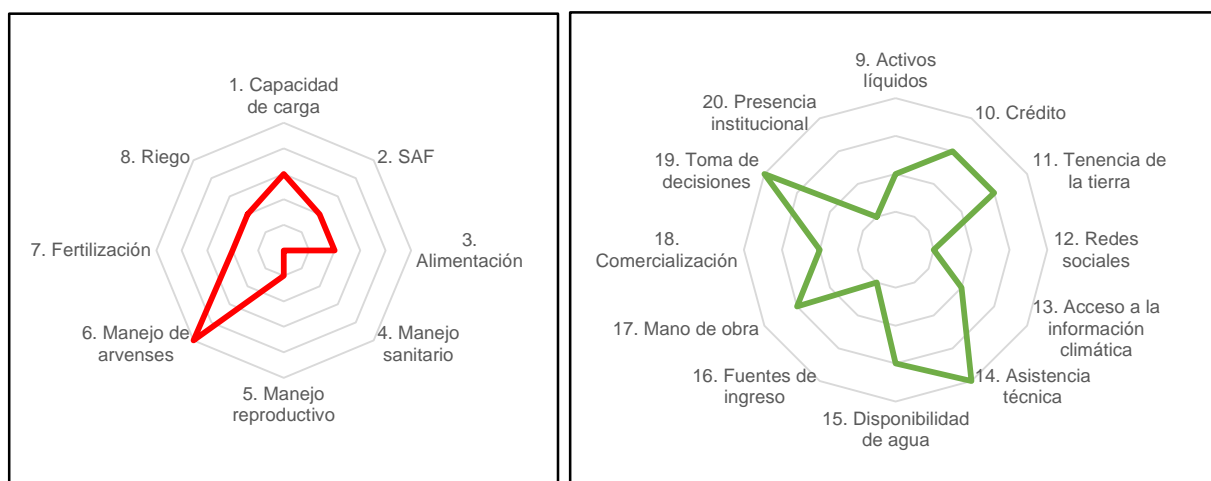 1. Capacidad
de carga
2. SAF
3.
Alimentación
4. Manejo
sanitario
5. Manejo
reproductivo
6. Manejo de
arvenses
7. Fertilización
8. Riego
9. Activos
líquidos
10. Crédito
11. Tenencia de
la tierra
12. Redes
sociales
13. Acceso a la
información
climática
14. Asistencia
técnica
15. Disponibilidad
de agua
16. Fuentes de
ingreso
17. Mano de obra
18.
Comercialización
19. Toma de
decisiones
20. Presencia
institucional